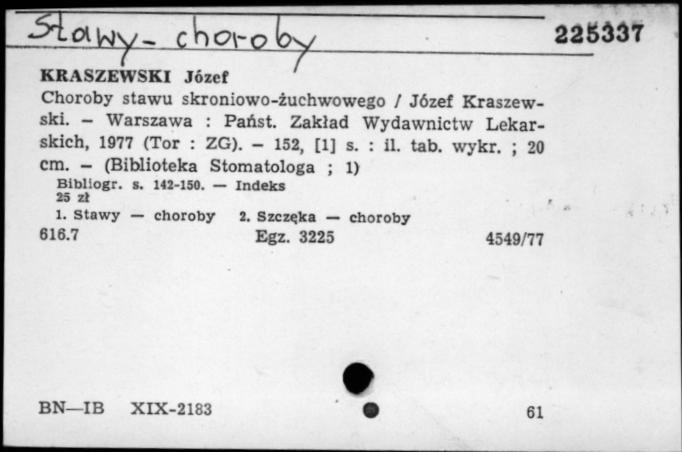 Stawy - choroby
225337
KRASZEWSKI Józef
Choroby stawu skroniowo-żuchwowego / Józef Kraszew-
ski. — Warszawa : Państ. Zakład Wydawnictw Lekar-
skich, 1977 (Tor : ZG). — 152, [1] s. : il. tab. wykr. ; 20
cm. — (Biblioteka Stomatologa ; 1)
Bibliogr. s. 142-150. — Indeks
25 zł
1. Stawy — choroby 2. Szczęka — choroby
616.7 Egz. 3225 4549/77
BN—IB XIX-2183 61